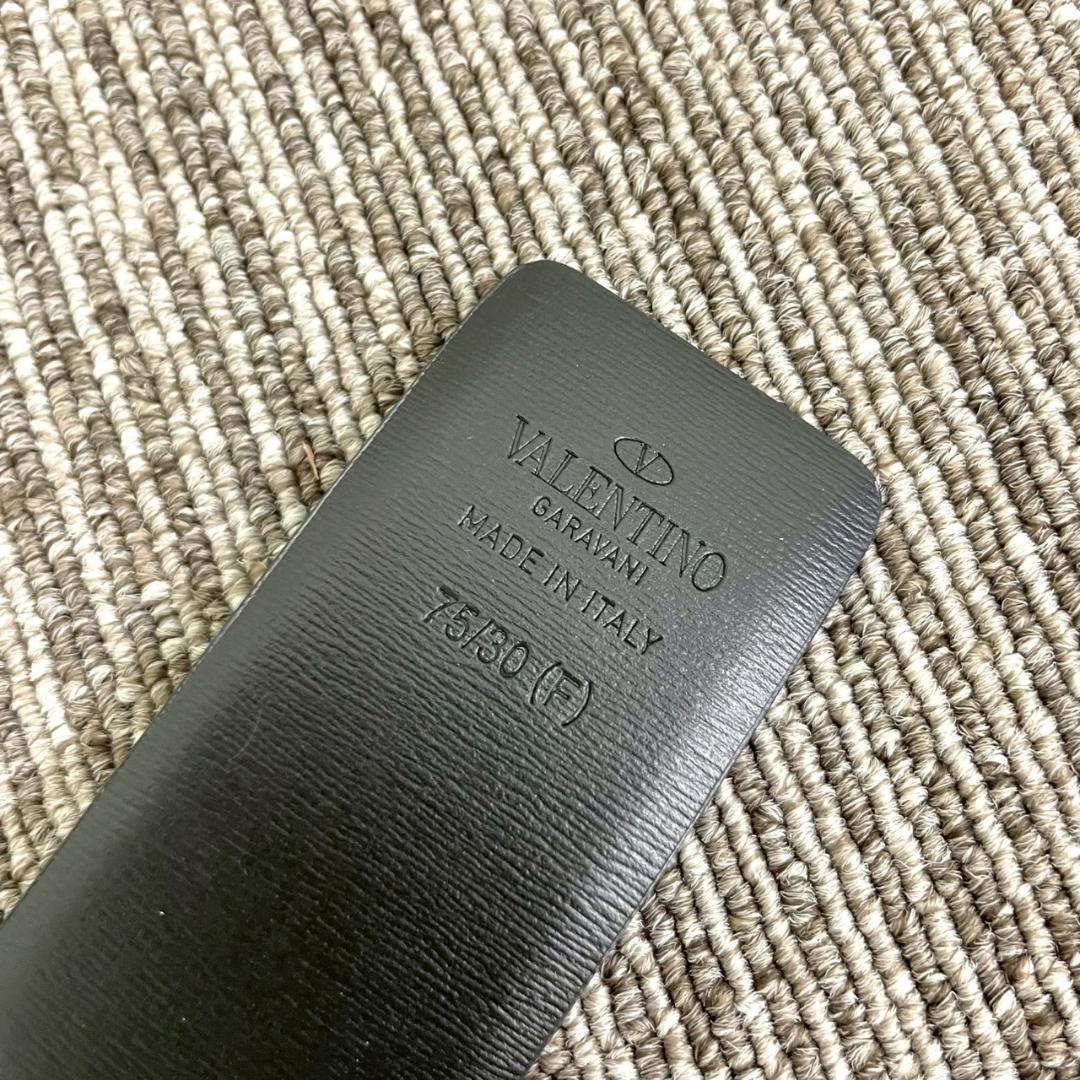 V
VALENTINO
GARAVANI
MADE IN ITALY
75/30 (F)